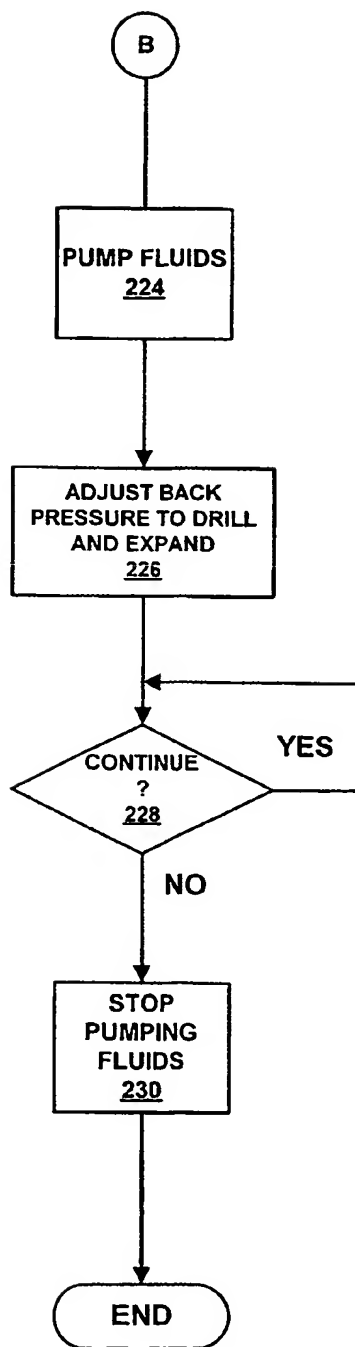 B
PUMP FLUIDS
224
ADJUST BACK
PRESSURE TO DRILL
AND EXPAND
226
CONTINUE
?
228
YES
NO
STOP
PUMPING
FLUIDS
230
END